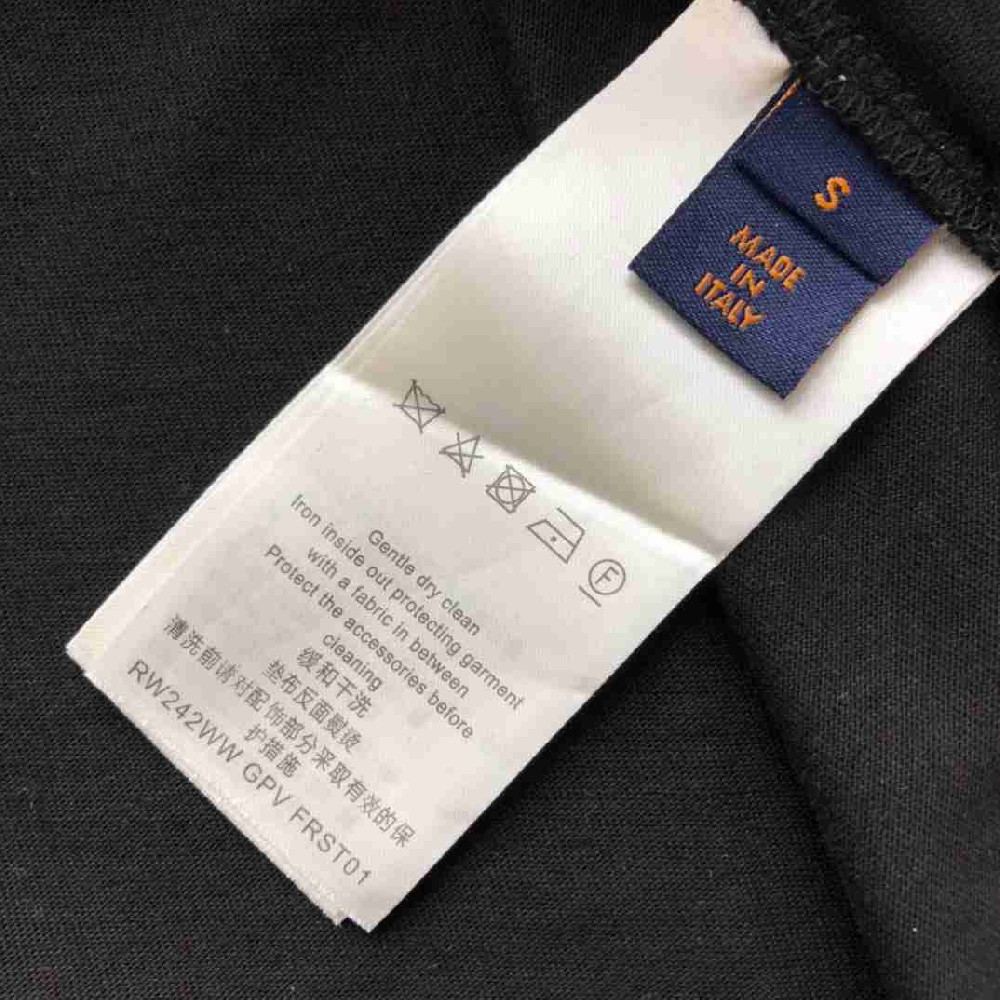 S
MADE
IN
ITALY
F
Gentle dry clean
Iron inside out protecting garment
with a fabric in between
Protect the accessories before
cleaning
缓和干洗
垫布反面熨烫
清洗前请对配饰部分采取有效的保
护措施
RW242WW GPV FRST01